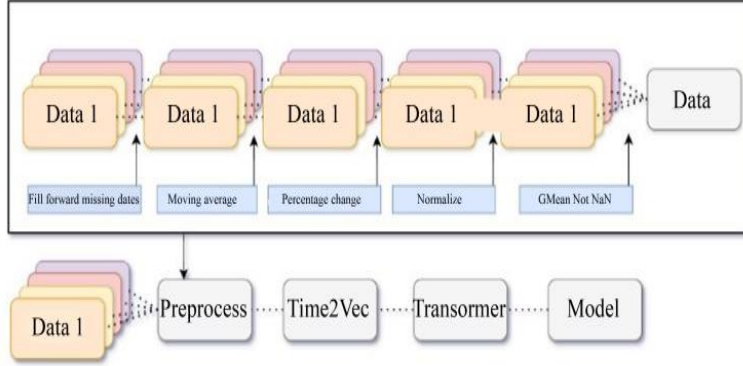 Data 1
Data 1
Data 1
Data 1
Data 1
Data
Fill forward missing dates
Moving average
Percentage change
Normalize
GMean Not NaN
Data 1
Preprocess
Time2Vec
Transormer
Model